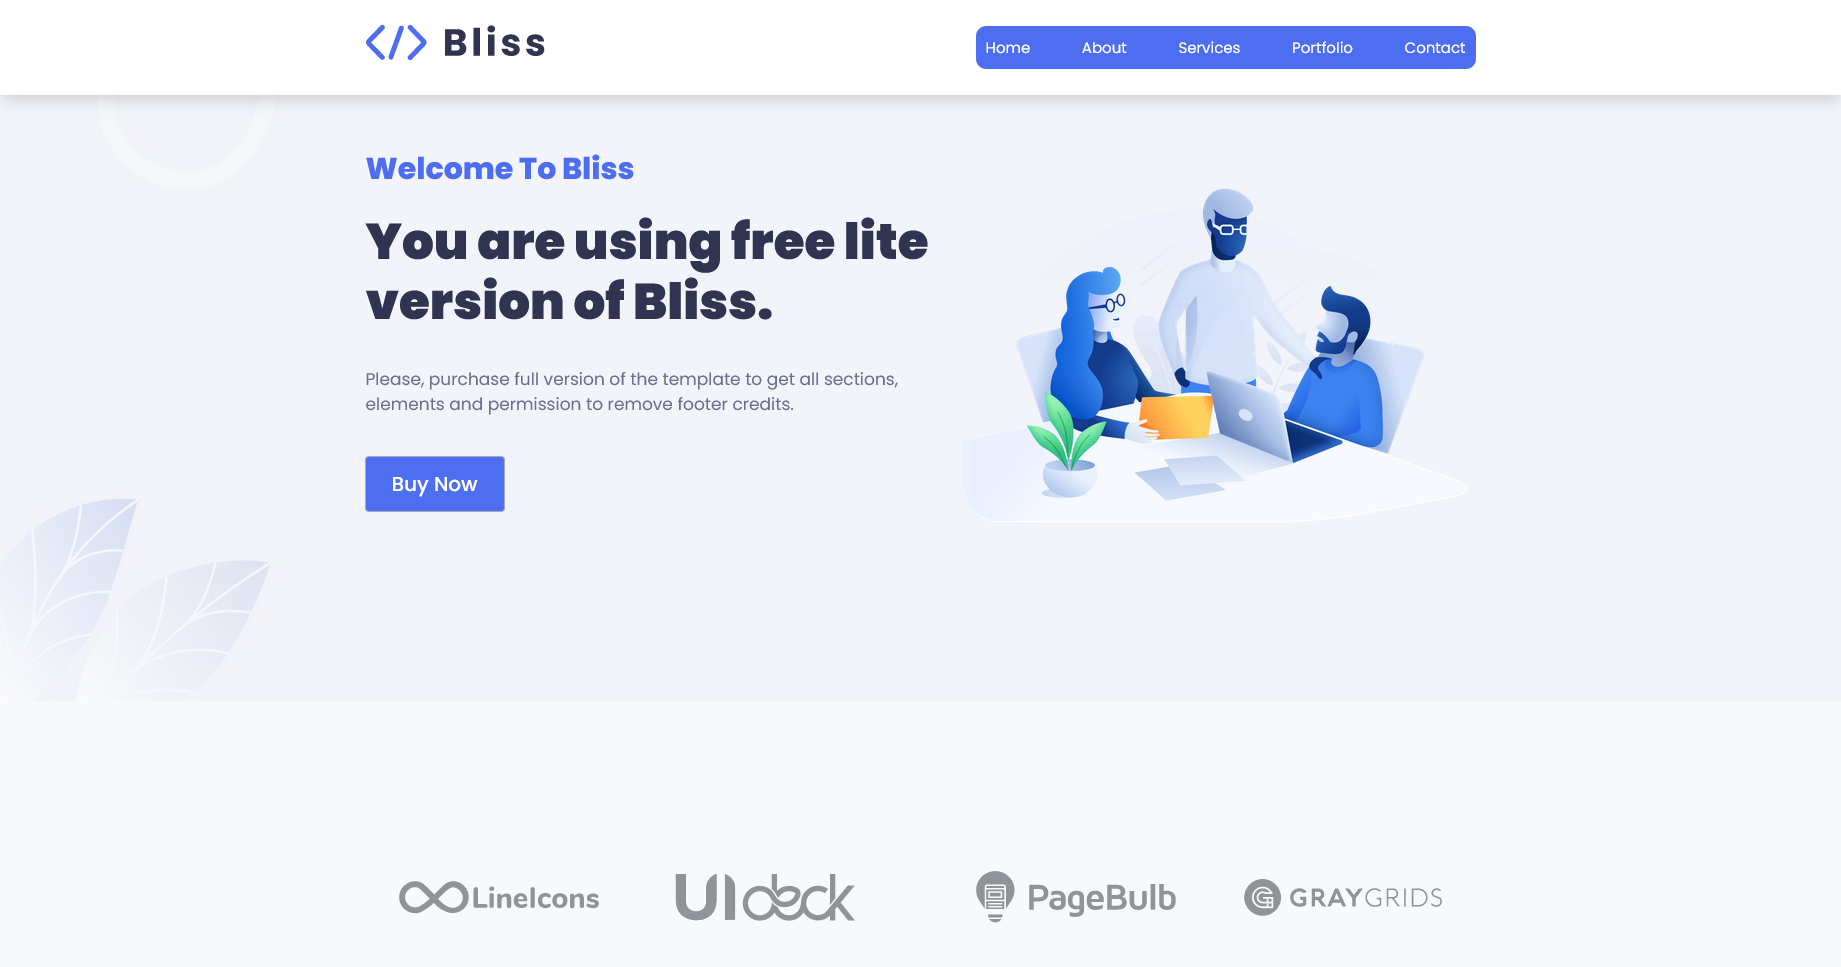 </> Bliss
Home About Services Portfolio Contact
Welcome To Bliss
You are using free lite
version of Bliss.
Please, purchase full version of the template to get all sections,
elements and permission to remove footer credits.
Buy Now
LineIcons UIdeck PageBulb GRAYGRIDS